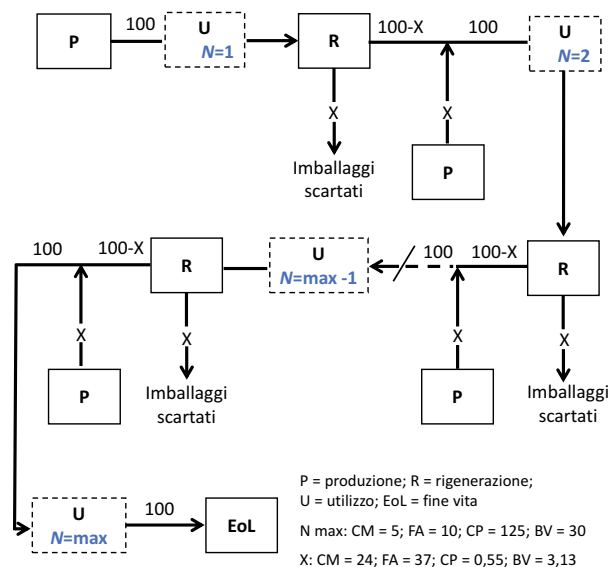 P
100
U
N=1
R
100-X
100
U
N=2
X
X
Imballaggi
scartati
P
100
100-X
R
U
N=max -1
100
100-X
R
X
X
X
X
P
Imballaggi
scartati
P
Imballaggi
scartati
U
N=max
100
EoL
P = produzione; R = rigenerazione;
U = utilizzo; EoL = fine vita
N max: CM = 5; FA = 10; CP = 125; BV = 30
X: CM = 24; FA = 37; CP = 0,55; BV = 3,13